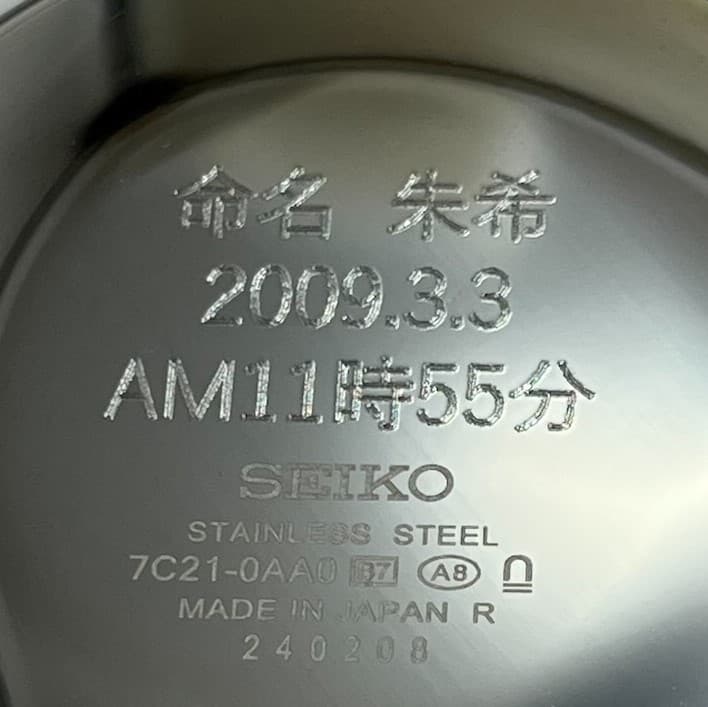 命名 朱希
2009.3.3
AM11時55分
SEIKO
STAINLESS STEEL
7C21-0AA0 B7 A8
MADE IN JAPAN R
240208